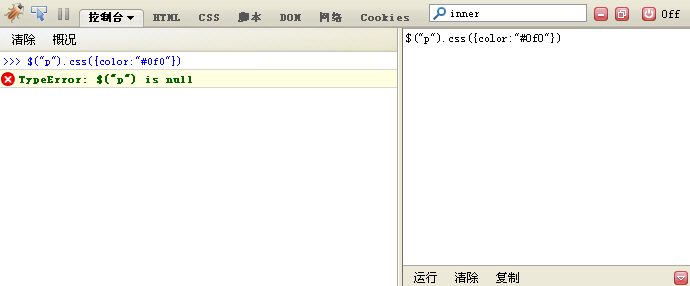 控制台 HTML CSS 脚本 DOM 网络 Cookies inner Off
清除 概况
>>> $("p").css({color:"#0f0"})
TypeError: $("p") is null
$("p").css({color:"#0f0"})
运行 清除 复制